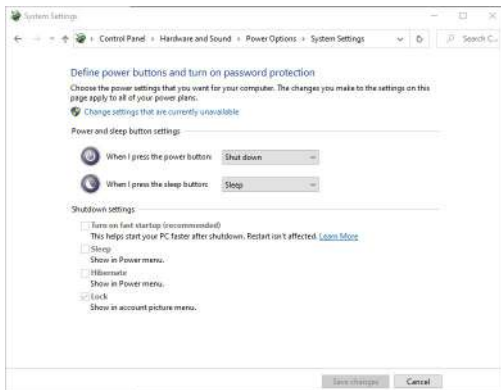 System Settings
Control Panel › Hardware and Sound › Power Options › System Settings
Search C...
Define power buttons and turn on password protection
Choose the power settings that you want for your computer. The changes you make to the settings on this
page apply to all of your power plans.
Change settings that are currently unavailable
Power and sleep button settings
When I press the power button: Shut down
When I press the sleep button: Sleep
Shutdown settings
Turn on fast startup (recommended)
This helps start your PC faster after shutdown. Restart isn't affected. Learn More
Sleep
Show in Power menu.
Hibernate
Show in Power menu.
Lock
Show in account picture menu.
Save changes Cancel